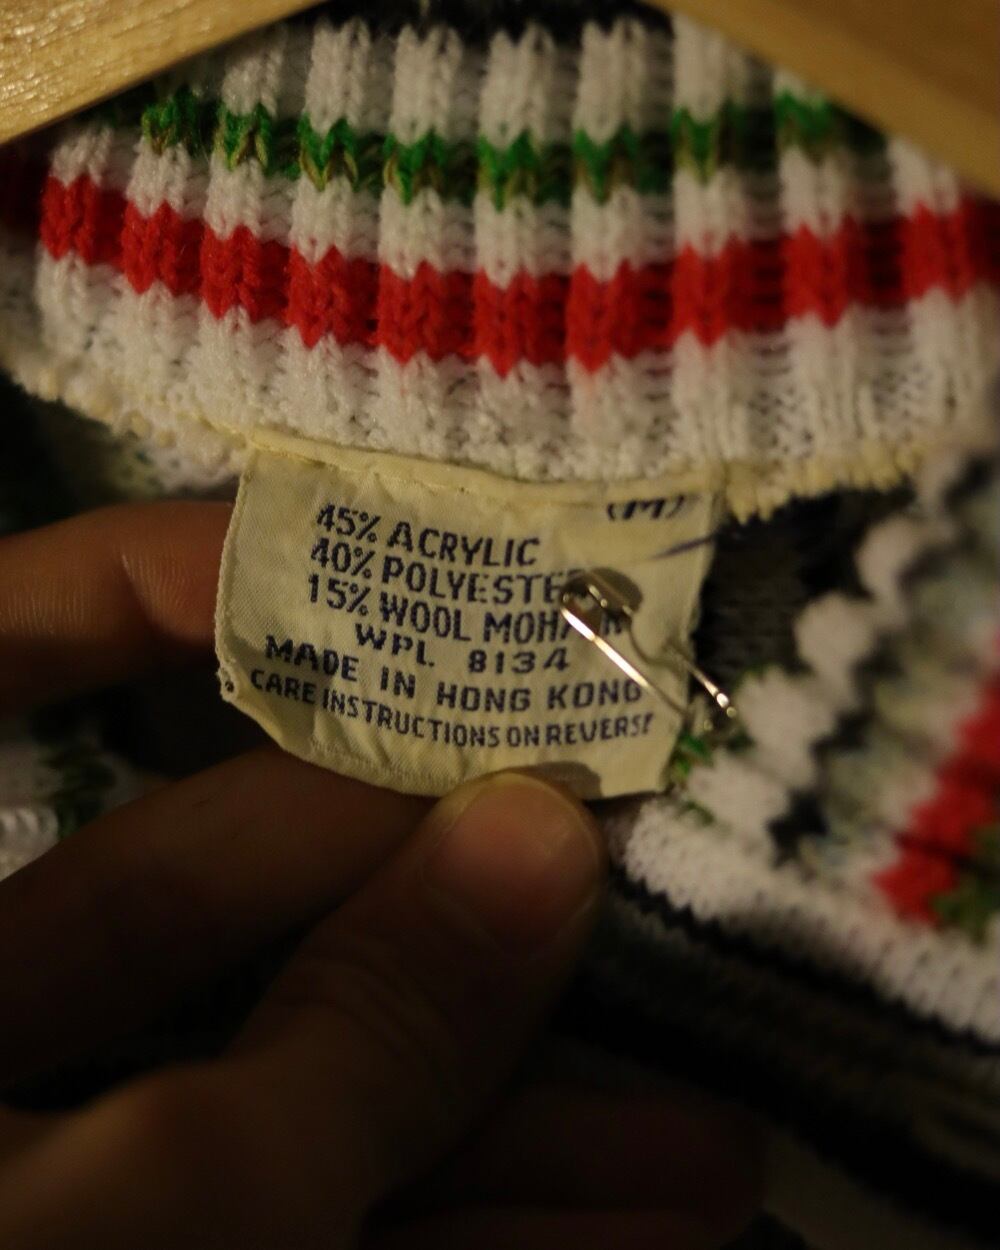 (M)
45% ACRYLIC
40% POLYESTER
15% WOOL MOHAIR
WPL 8134
MADE IN HONG KONG
CARE INSTRUCTIONS ON REVERSE